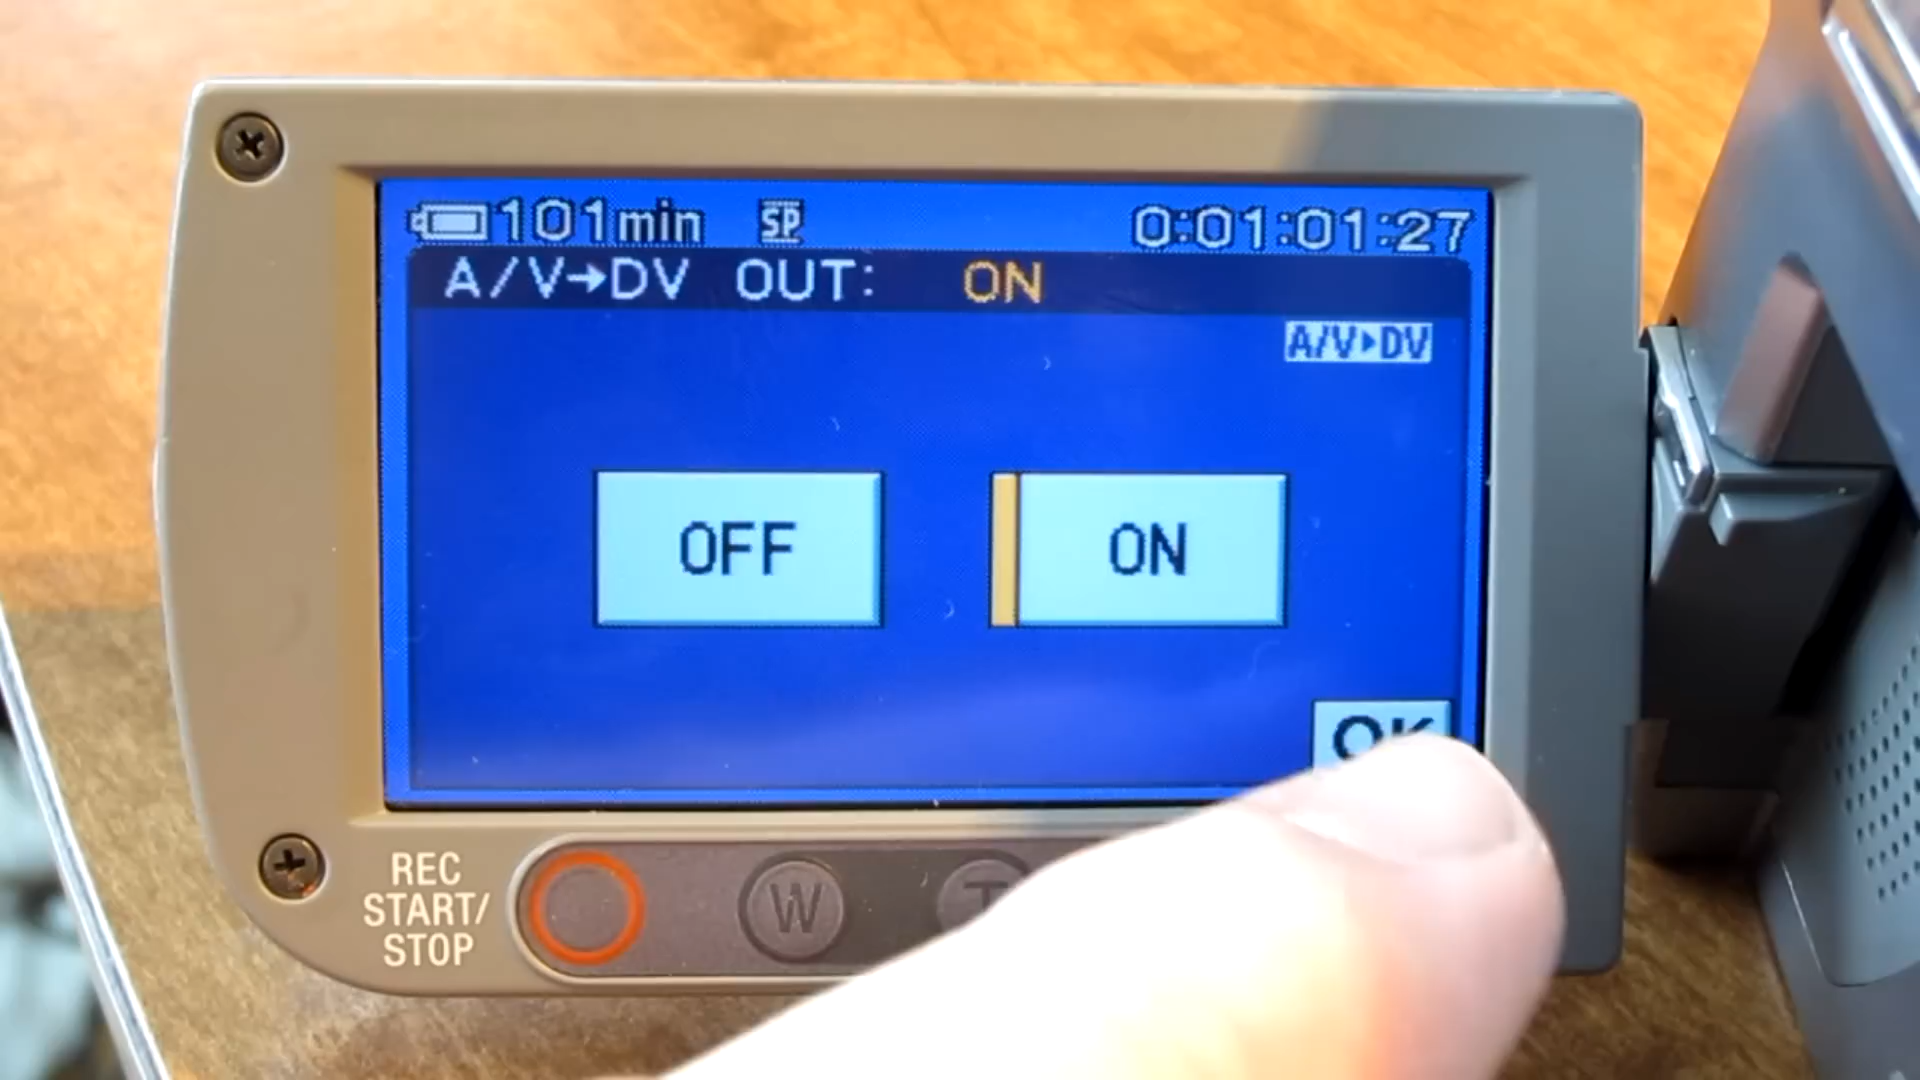 101min SP 0:01:01:27
A/V→DV OUT: ON
A/V▸DV
OFF ON
OK
REC
START/
STOP
W T